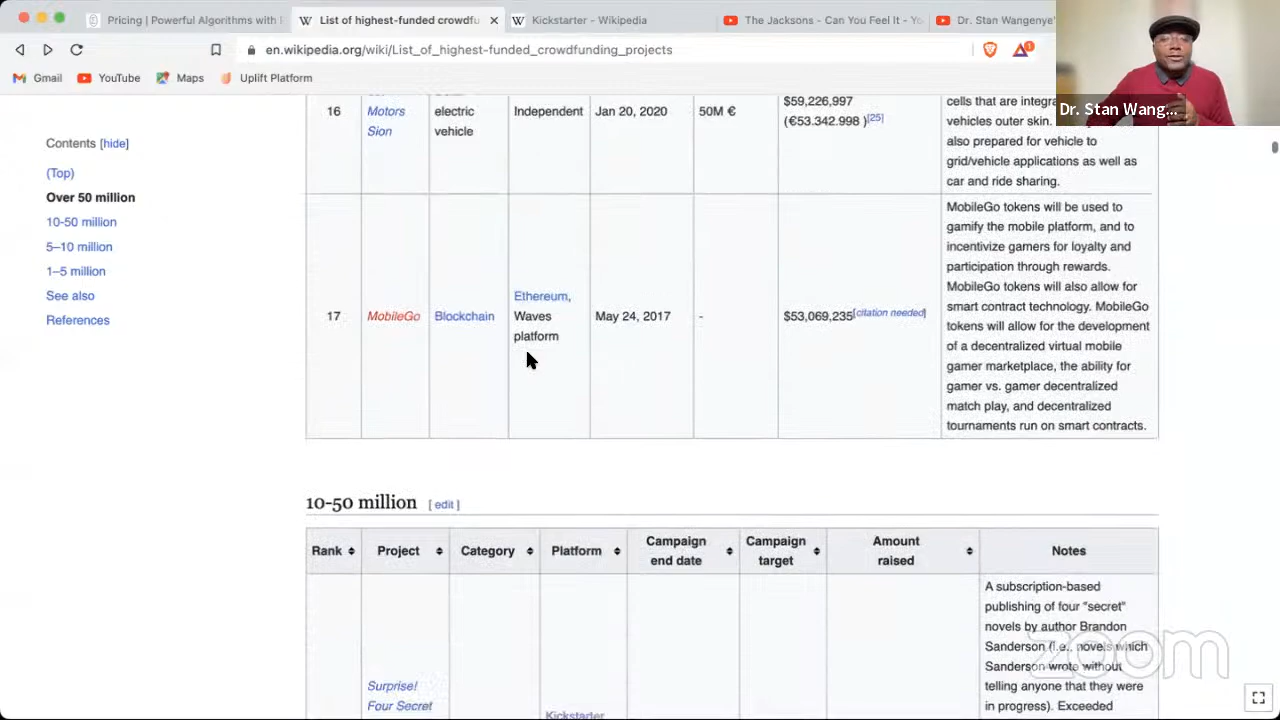 Pricing | Powerful Algorithms with
List of highest-funded crowdfu
Kickstarter - Wikipedia
The Jacksons - Can You Feel It - Yo
Dr. Stan Wangenye'
en.wikipedia.org/wiki/List_of_highest-funded_crowdfunding_projects
1
Gmail
YouTube
Maps
Uplift Platform
Dr. Stan Wang...
Contents [hide]
(Top)
Over 50 million
10-50 million
5–10 million
1–5 million
See also
References
16
Motors
Sion
electric
vehicle
Independent
Jan 20, 2020
50M €
$59,226,997
(€53.342.998 )[25]
cells that are integra
vehicles outer skin.
also prepared for vehicle to
grid/vehicle applications as well as
car and ride sharing.
17
MobileGo
Blockchain
Ethereum,
Waves
platform
May 24, 2017
-
$53,069,235[citation needed]
MobileGo tokens will be used to
gamify the mobile platform, and to
incentivize gamers for loyalty and
participation through rewards.
MobileGo tokens will also allow for
smart contract technology. MobileGo
tokens will allow for the development
of a decentralized virtual mobile
gamer marketplace, the ability for
gamer vs. gamer decentralized
match play, and decentralized
tournaments run on smart contracts.
10-50 million [ edit ]
Rank
Project
Category
Platform
Campaign
end date
Campaign
target
Amount
raised
Notes
Surprise!
Four Secret
Kickstarter
A subscription-based
publishing of four "secret"
novels by author Brandon
Sanderson (i.e., novels which
Sanderson wrote without
telling anyone that they were
in progress). Exceeded
zoom